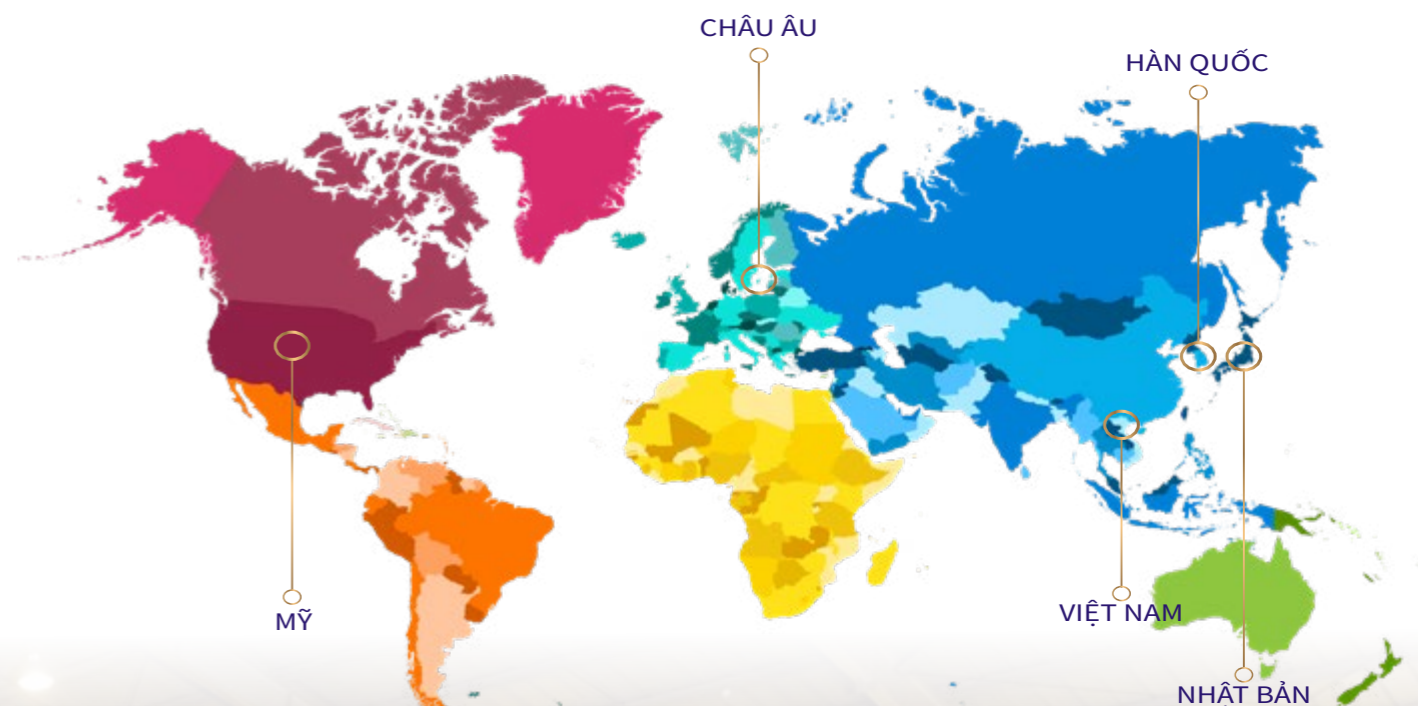 CHÂU ÂU
HÀN QUỐC
MỸ
VIỆT NAM
NHẬT BẢN